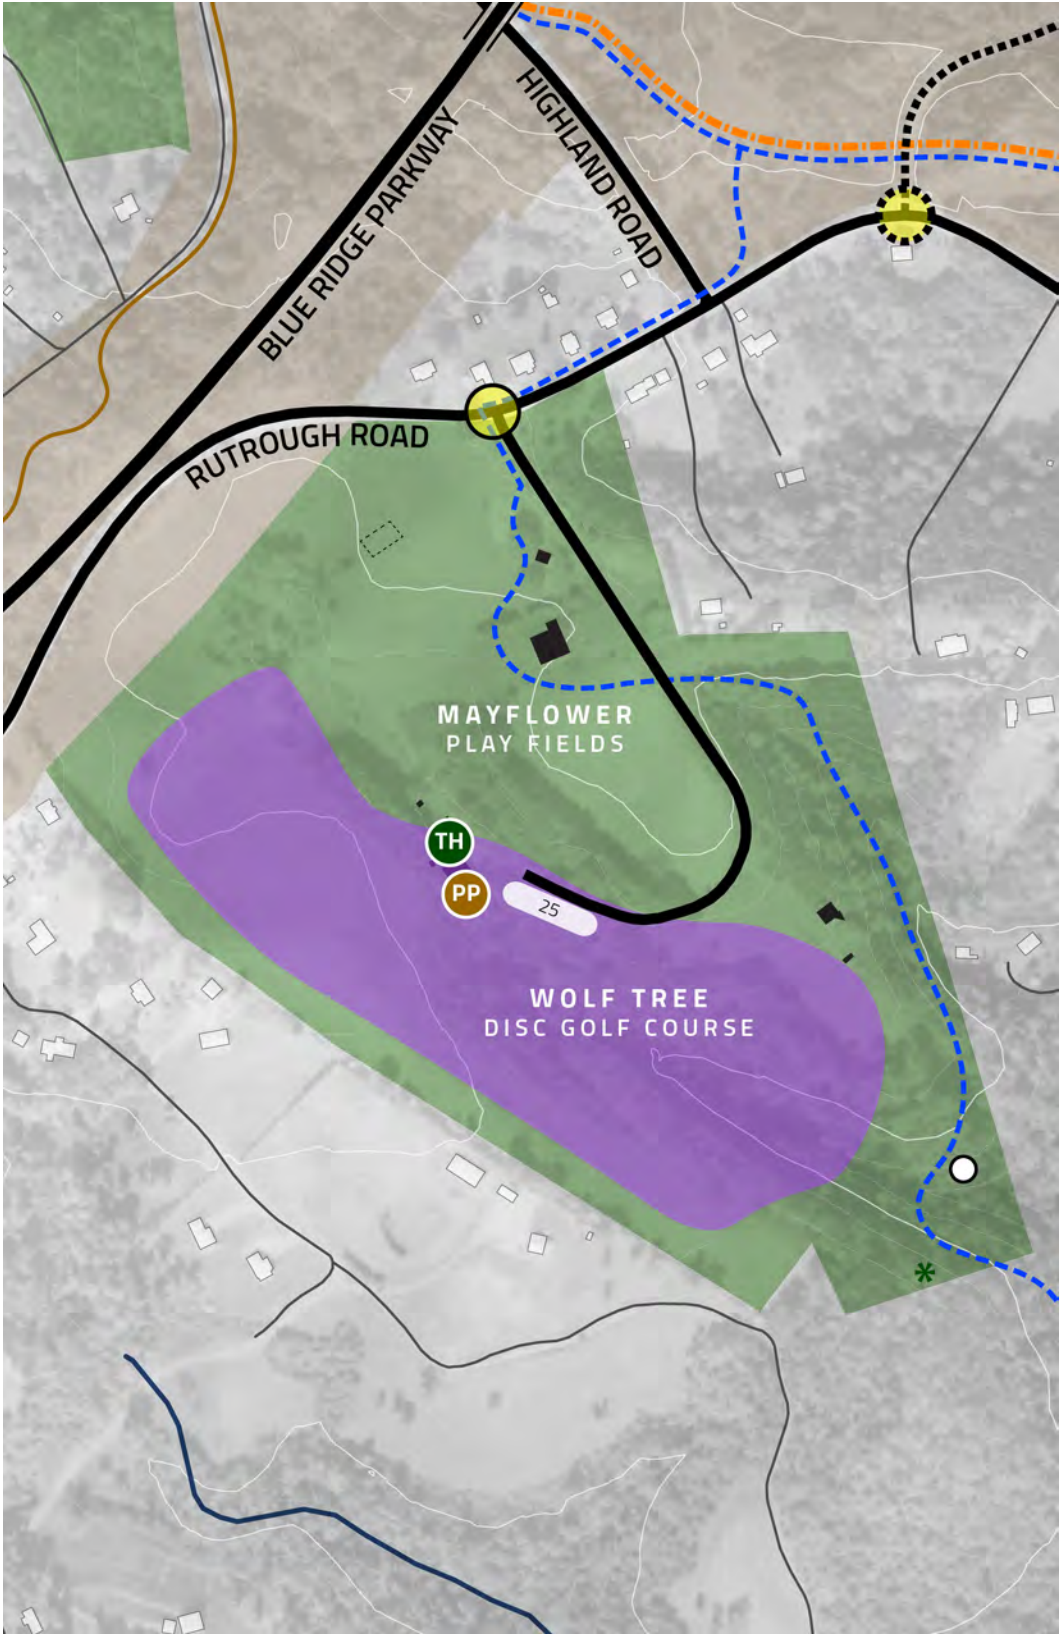 HIGHLAND ROAD
BLUE RIDGE PARKWAY
RUTROUGH ROAD
MAYFLOWER
PLAY FIELDS
TH
PP
25
WOLF TREE
DISC GOLF COURSE
*